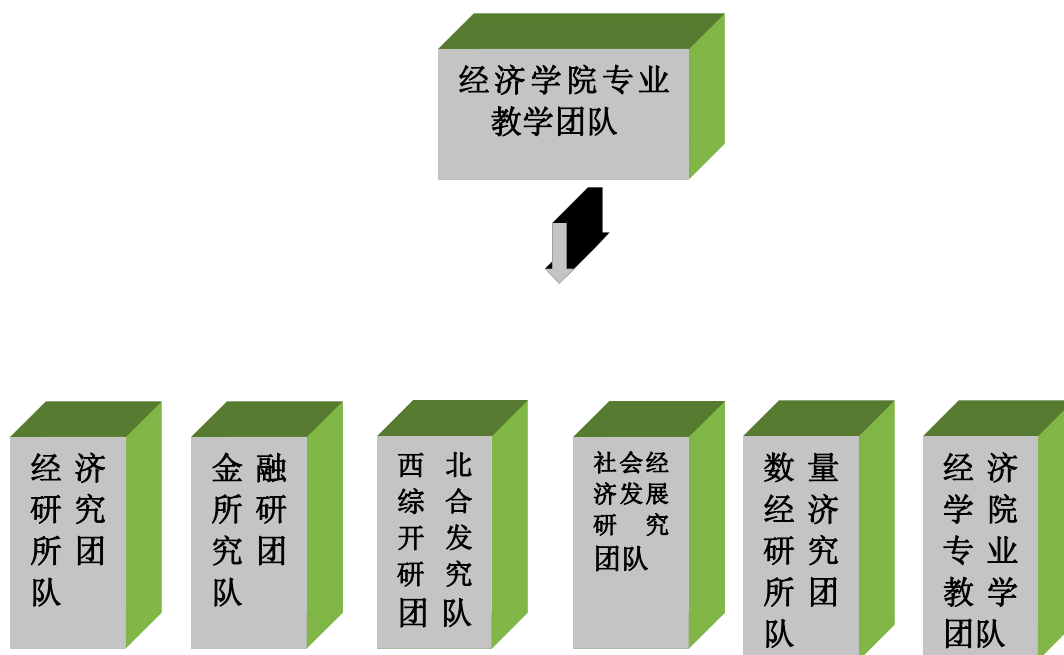 经济学院专业
教学团队
经济
研究
所团
队
金融
所研
究团
队
西北
综合
开发
研究
团队
社会经
济发展
研究
团队
数量
经济
研究
所团
队
经济
学院
专业
教学
团队